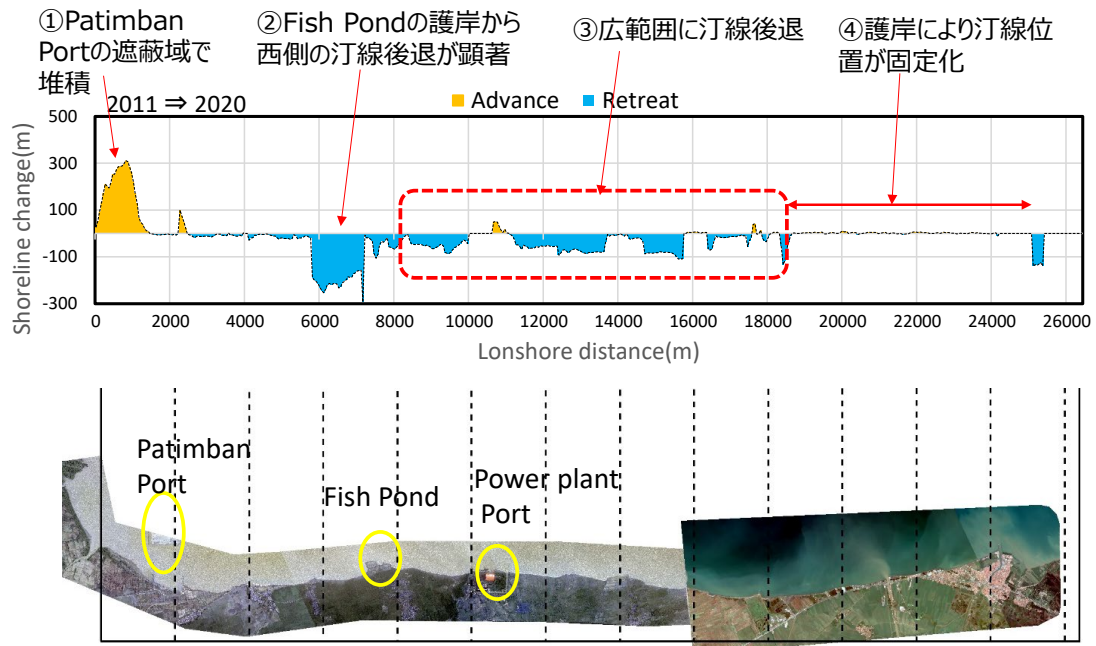 ①Patimban
Portの遮蔽域で
堆積
②Fish Pondの護岸から
西側の汀線後退が顕著
③広範囲に汀線後退
④護岸により汀線位
置が固定化
2011 ⇒ 2020
Advance
Retreat
Shoreline change(m)
500
300
100
-100
-300
0
2000
4000
6000
8000
10000
12000
14000
16000
18000
20000
22000
24000
26000
Lonshore distance(m)
Patimban
Port
Fish Pond
Power plant
Port